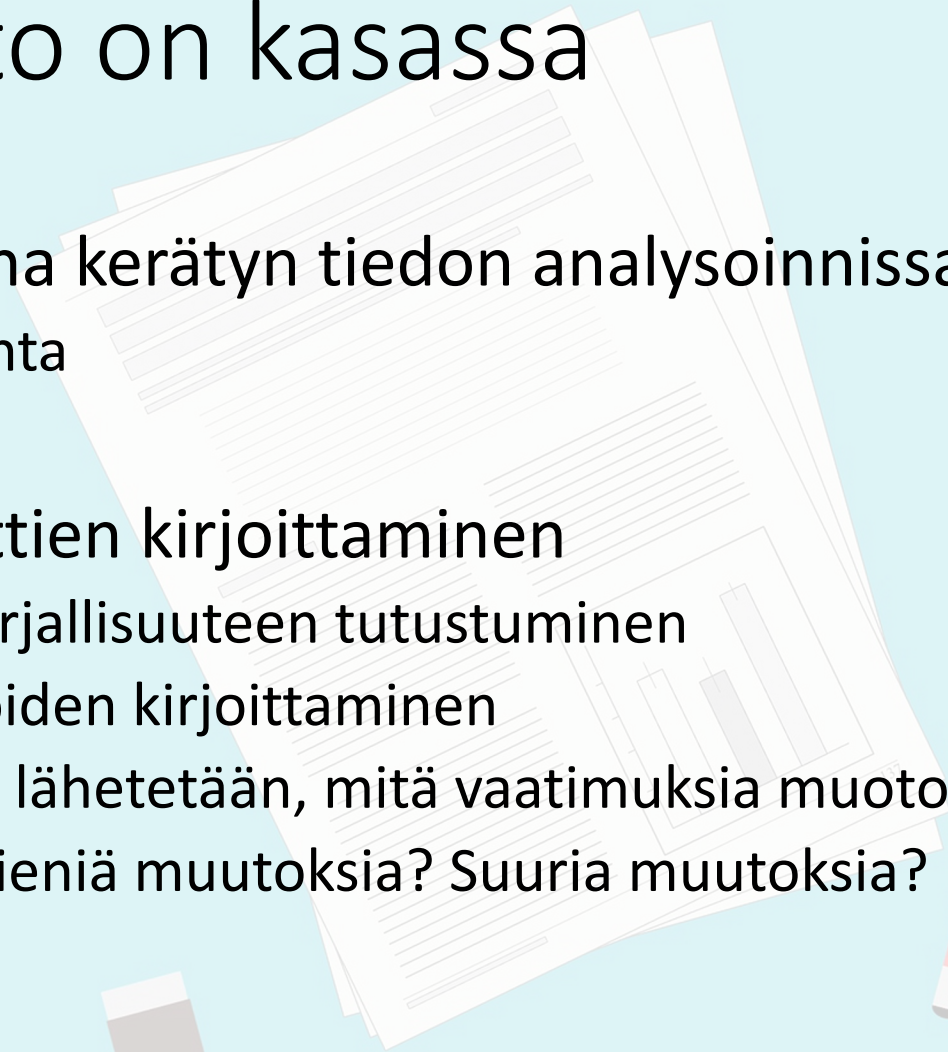 to on kasassa
na kerätyn tiedon analysoinnissa
nta
ttien kirjoittaminen
rjallisuuteen tutustuminen
oiden kirjoittaminen
lähetetään, mitä vaatimuksia muoto
ieniä muutoksia? Suuria muutoksia?